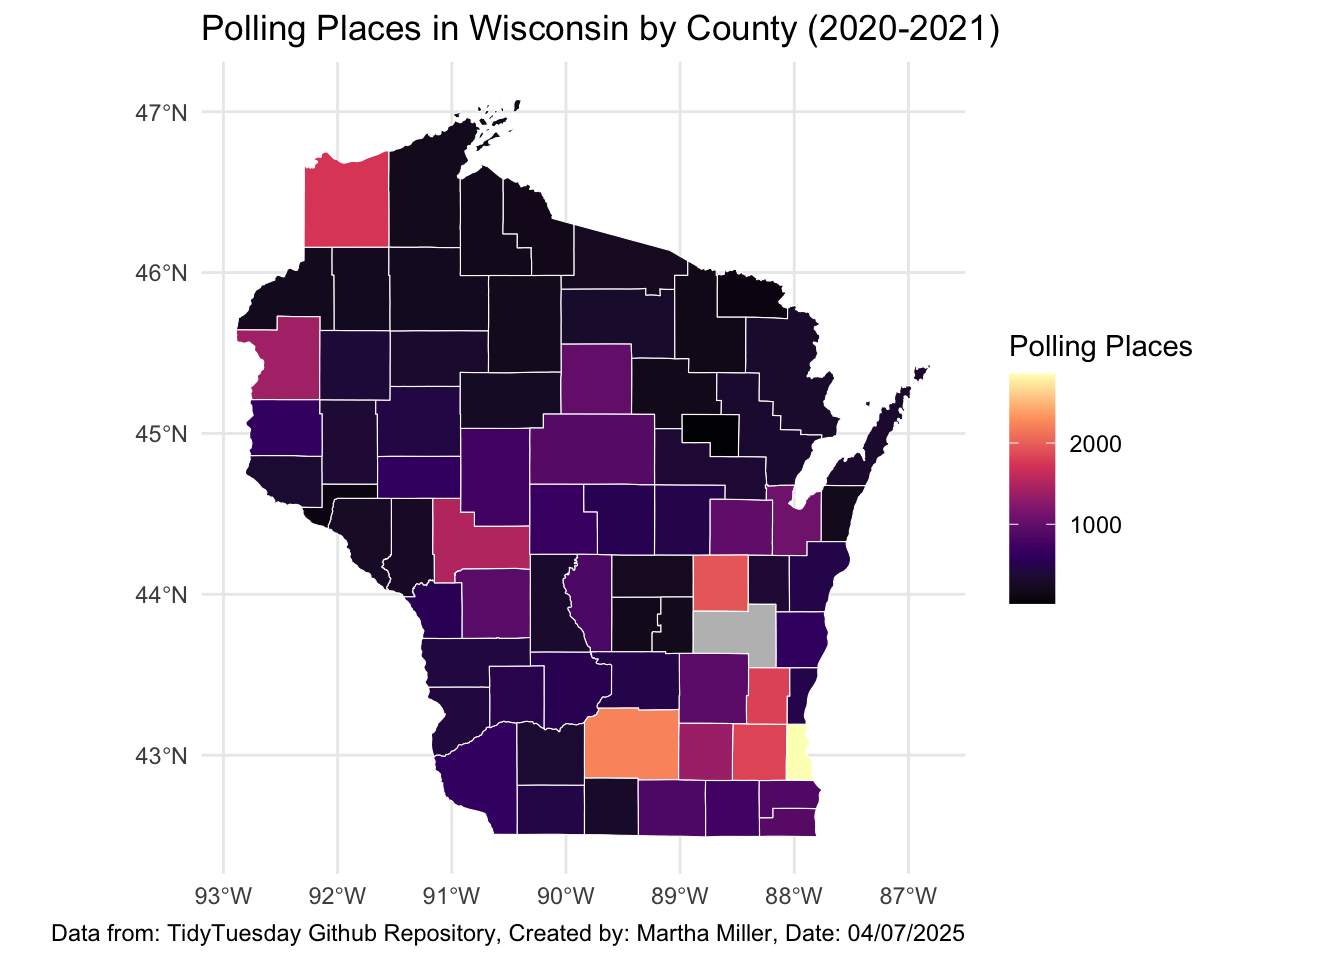 Polling Places in Wisconsin by County (2020-2021)
47°N
46°N
45°N
44°N
43°N
Polling Places
2000
1000
93°W 92°W 91°W 90°W 89°W 88°W 87°W
Data from: TidyTuesday Github Repository, Created by: Martha Miller, Date: 04/07/2025